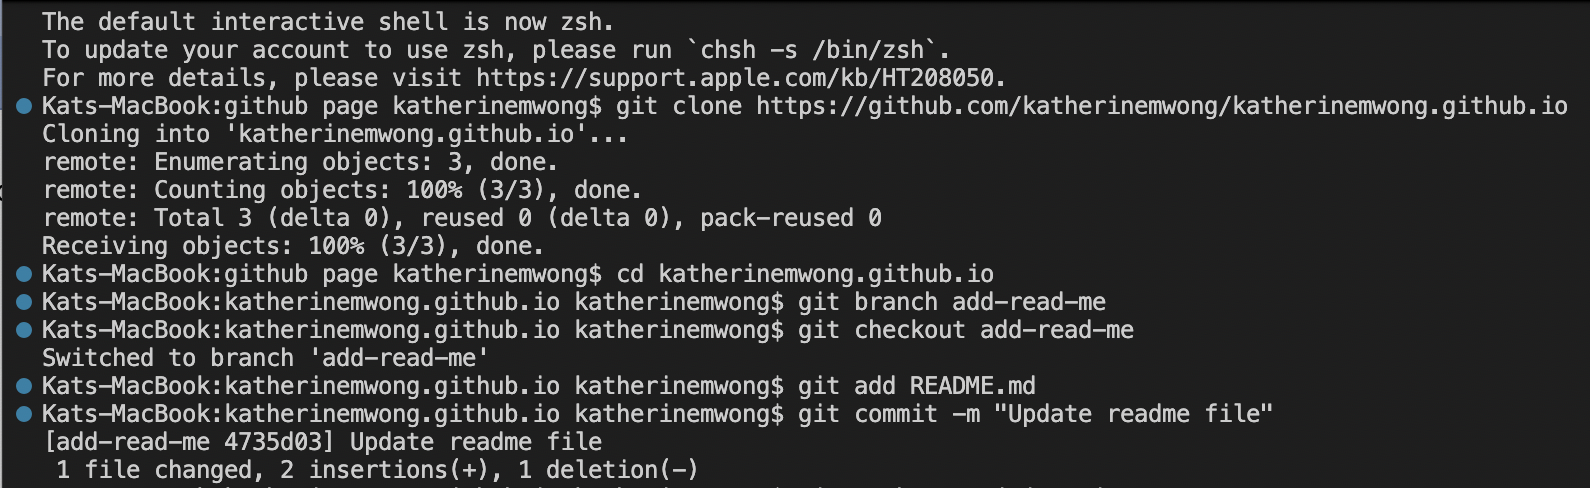 The default interactive shell is now zsh.
To update your account to use zsh, please run `chsh -s /bin/zsh`.
For more details, please visit https://support.apple.com/kb/HT208050.
Kats-MacBook:github page katherinemwong$ git clone https://github.com/katherinemwong/katherinemwong.github.io
Cloning into 'katherinemwong.github.io'...
remote: Enumerating objects: 3, done.
remote: Counting objects: 100% (3/3), done.
remote: Total 3 (delta 0), reused 0 (delta 0), pack-reused 0
Receiving objects: 100% (3/3), done.
Kats-MacBook:github page katherinemwong$ cd katherinemwong.github.io
Kats-MacBook:katherinemwong.github.io katherinemwong$ git branch add-read-me
Kats-MacBook:katherinemwong.github.io katherinemwong$ git checkout add-read-me
Switched to branch 'add-read-me'
Kats-MacBook:katherinemwong.github.io katherinemwong$ git add README.md
Kats-MacBook:katherinemwong.github.io katherinemwong$ git commit -m "Update readme file"
[add-read-me 4735d03] Update readme file
 1 file changed, 2 insertions(+), 1 deletion(-)